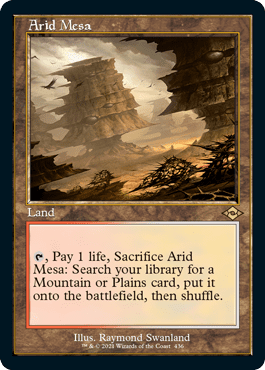 Arid Mesa
Land
, Pay 1 life, Sacrifice Arid
Mesa: Search your library for a
Mountain or Plains card, put it
onto the battlefield, then shuffle.
Illus. Raymond Swanland
™ & © 2021 Wizards of the Coast 436